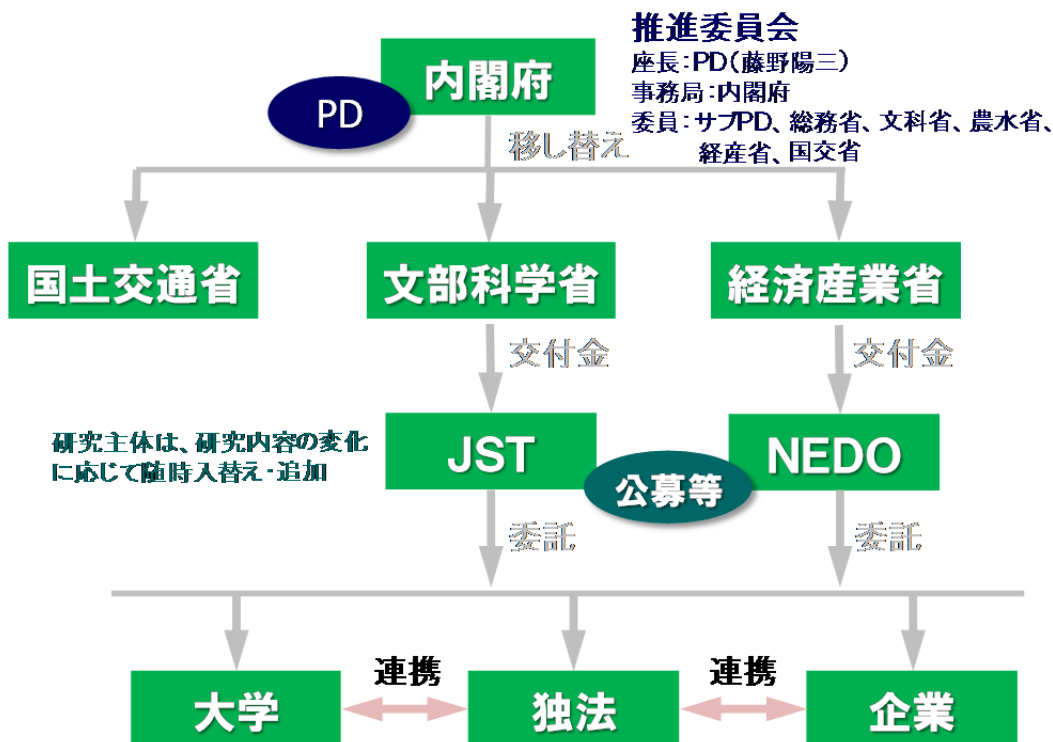 推進委員会
座長:PD(藤野陽三)
事務局:内閣府
委員:サブPD、総務省、文科省、農水省、
経産省、国交省
内閣府
PD
移し替え
国土交通省
文部科学省
経済産業省
交付金
交付金
研究主体は、研究内容の変化
に応じて随時入替え・追加
JST
NEDO
公募等
委託
委託
連携
連携
大学
独法
企業